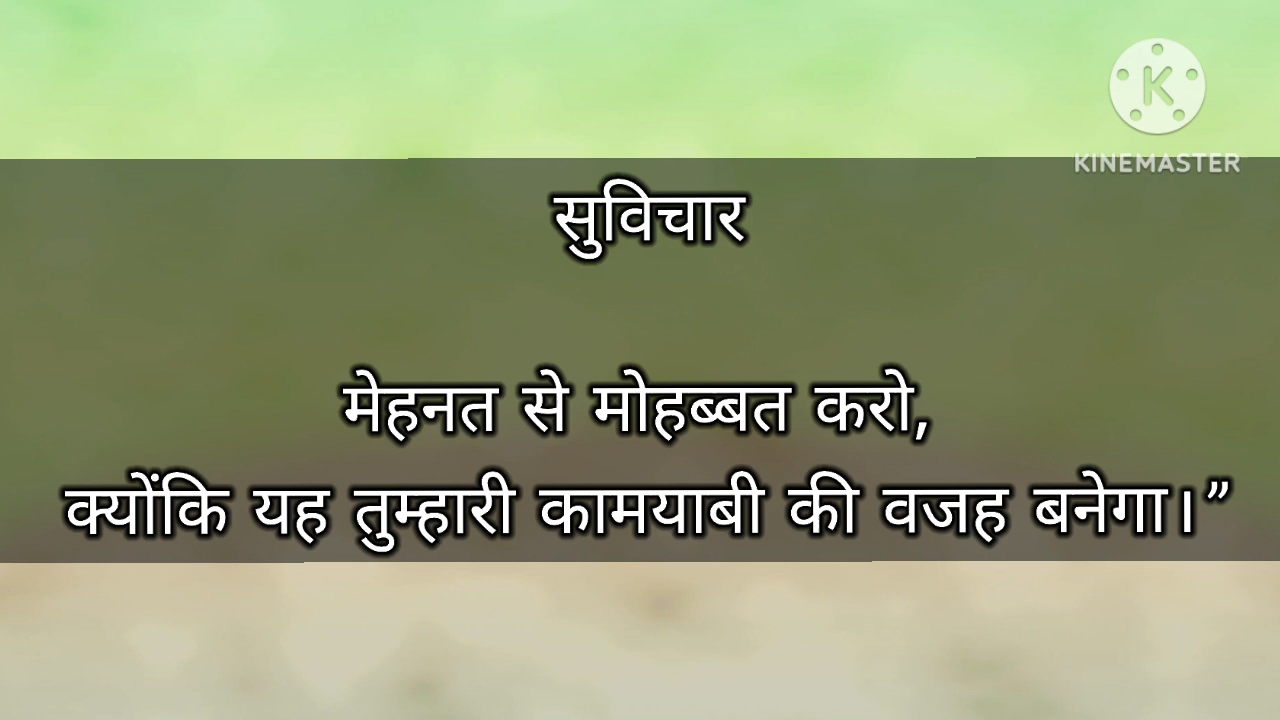 KINEMASTER
सुविचार
मेहनत से मोहब्बत करो,
क्योंकि यह तुम्हारी कामयाबी की वजह बनेगा।”